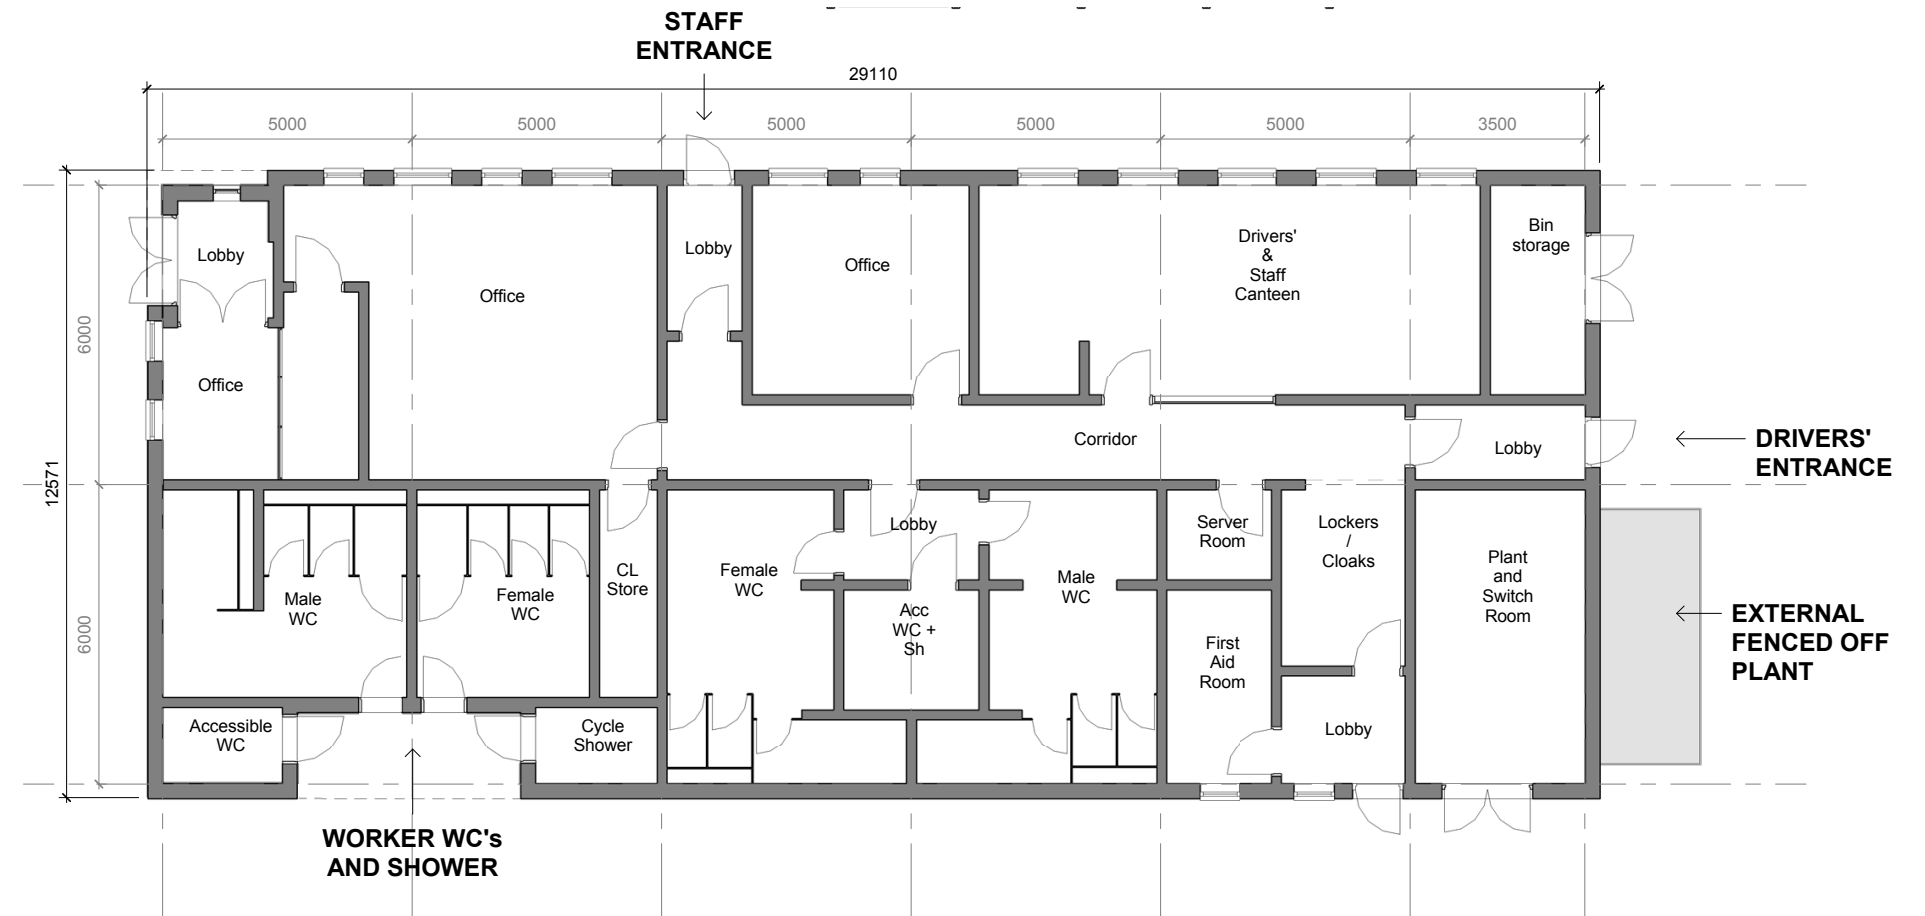 STAFF
ENTRANCE
29110
5000
5000
5000
5000
5000
3500
12571
6000
6000
Lobby
Office
Office
Lobby
Office
Drivers'
&
Staff
Canteen
Bin
storage
Corridor
Lobby
DRIVERS'
ENTRANCE
Male
WC
Female
WC
CL
Store
Female
WC
Lobby
Acc
WC +
Sh
Male
WC
Server
Room
Lockers
/
Cloaks
Plant
and
Switch
Room
EXTERNAL
FENCED OFF
PLANT
First
Aid
Room
Lobby
Accessible
WC
Cycle
Shower
WORKER WC's
AND SHOWER